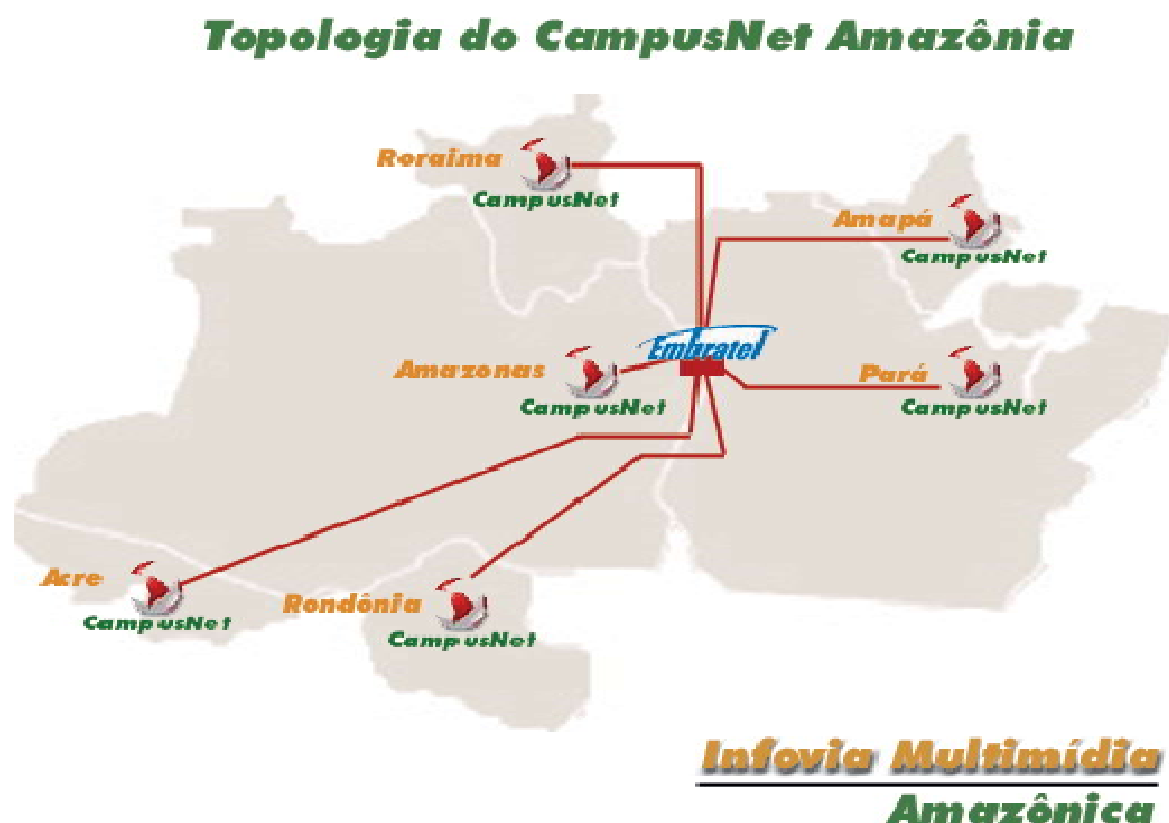 Topologia do CampusNet Amazônia
Roraima
CampusNet
Amapá
CampusNet
Embratel
Amazonas
CampusNet
Pará
CampusNet
Acre
CampusNet
Rondônia
CampusNet
Infovia Multimídia
Amazônica